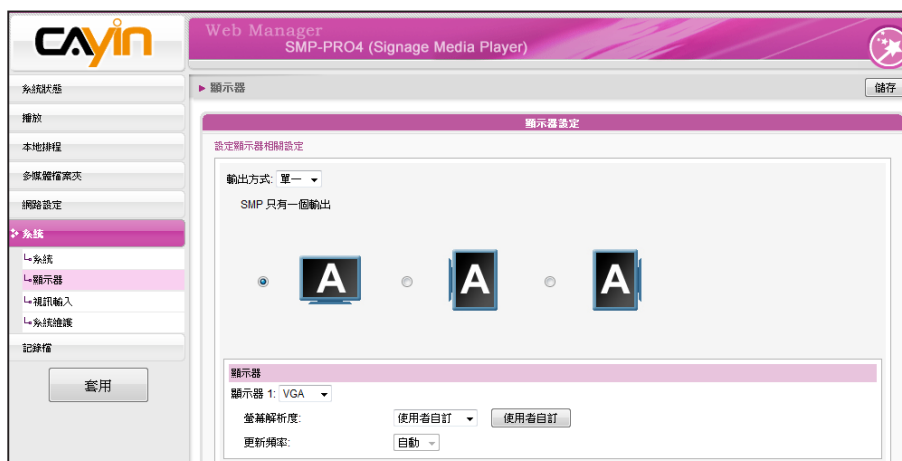 CAYIN
Web Manager
SMP-PRO4 (Signage Media Player)
系統狀態
播放
本地排程
多媒體檔案夾
網路設定
系統
系統
顯示器
視訊輸入
系統維護
記錄檔
套用
顯示器
儲存
顯示器設定
設定顯示器相關設定
輸出方式: 單一
SMP 只有一個輸出
A
A
A
顯示器
顯示器 1: VGA
螢幕解析度: 使用者自訂 使用者自訂
更新頻率: 自動